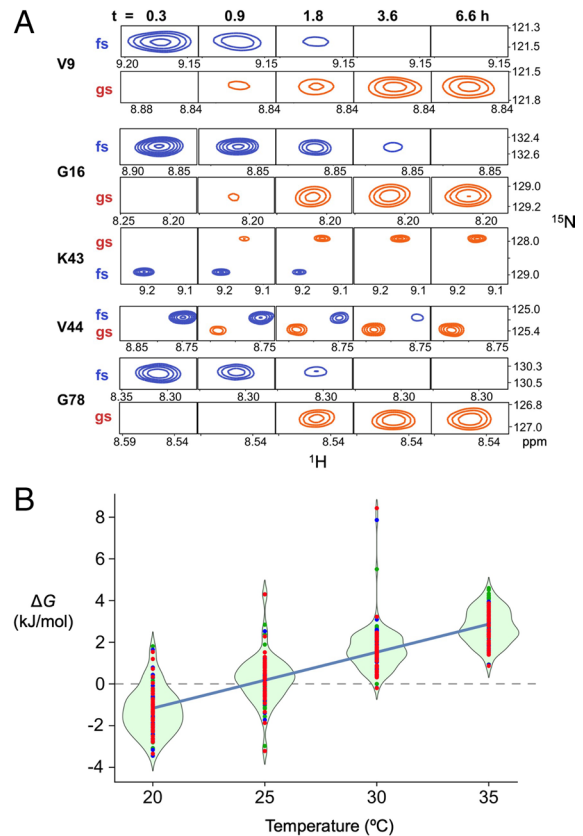 A
t = 0.3 0.9 1.8 3.6 6.6 h
fs 121.3
121.5
V9 9.20 9.15 9.15 9.15 9.15 9.15
gs 121.5
121.8
8.88 8.84 8.84 8.84 8.84 8.84
fs 132.4
132.6
G16 8.90 8.85 8.85 8.85 8.85 8.85
gs 129.0
129.2
8.25 8.20 8.20 8.20 8.20 8.20
15N
gs 128.0
K43
fs 129.0
9.2 9.1 9.2 9.1 9.2 9.1 9.2 9.1 9.2 9.1
V44 fs 125.0
gs 125.4
8.85 8.75 8.75 8.75 8.75 8.75
fs 130.3
130.5
G78 8.35 8.30 8.30 8.30 8.30 8.30
gs 126.8
127.0
8.59 8.54 8.54 8.54 8.54 8.54 ppm
1H
B
8
6
ΔG
(kJ/mol)
4
2
0
-2
-4
20 25 30 35
Temperature (ºC)